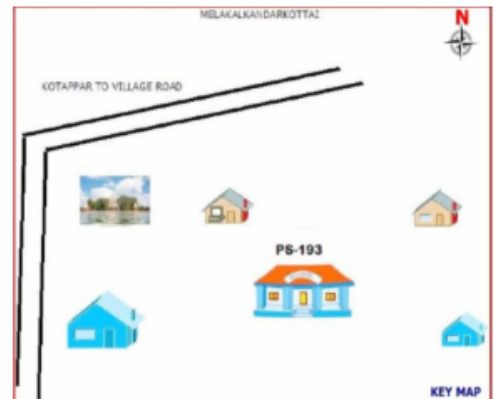 MELAKALKANDARKOTTAI
N
KOTAPPAR TO VILLAGE ROAD
PS-193
KEY MAP